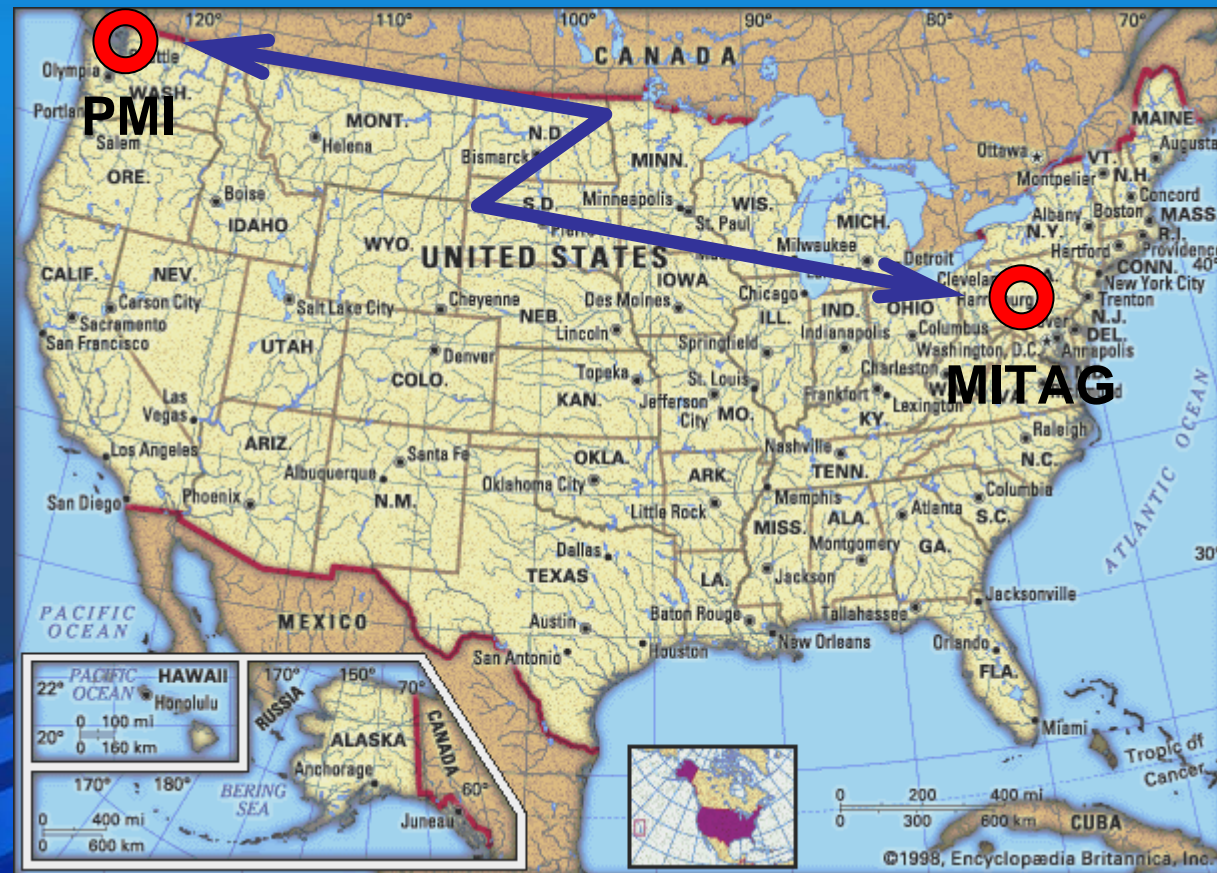 120°
100°
90°
80°
70°
CANADA
Seattle
Olympia
WASH.
PMI
Portland
Salem
ORE.
MONT.
Helena
N.D.
Bismarck
MINN.
Ottawa
MAINE
Augusta
VT.
Montpelier
N.H.
Concord
Boise
IDAHO
S.D.
Minneapolis
St. Paul
WIS.
MICH.
Albany
N.Y.
Boston
MASS.
R.I.
Providence
Hartford
CONN.
WYO.
UNITED STATES
Milwaukee
Detroit
40°
CALIF.
NEV.
Carson City
Sacramento
San Francisco
Salt Lake City
Cheyenne
NEB.
Lincoln
IOWA
Des Moines
Chicago
Cleveland
Harrisburg
New York City
Trenton
N.J.
DEL.
UTAH
Denver
COLO.
Topeka
KAN.
ILL.
Springfield
IND.
Indianapolis
OHIO
Columbus
Washington, D.C.
Annapolis
MITAG
Charleston
St. Louis
Jefferson
City
MO.
Frankfort
Lexington
KY.
Las
Vegas
Los Angeles
San Diego
ARIZ.
Phoenix
Albuquerque
Santa Fe
N.M.
OKLA.
Oklahoma City
ARK.
Little Rock
Nashville
TENN.
Memphis
Raleigh
N.C.
Columbia
S.C.
Atlanta
GA.
ALA.
Montgomery
MISS.
Jackson
ATLANTIC OCEAN
30°
Dallas
TEXAS
Austin
San Antonio
Houston
LA.
Baton Rouge
New Orleans
Tallahassee
Jacksonville
Orlando
FLA.
Miami
PACIFIC
OCEAN
MEXICO
PACIFIC
OCEAN
HAWAII
22°
Honolulu
0 100 mi
20°
0 160 km
170°
150°
70°
RUSSIA
ALASKA
CANADA
Anchorage
170°
180°
BERING
SEA
60°
Juneau
0 400 mi
0 600 km
Tropic of
Cancer
0 200 400 mi
0 300 600 km
CUBA
©1998, Encyclopædia Britannica, Inc.